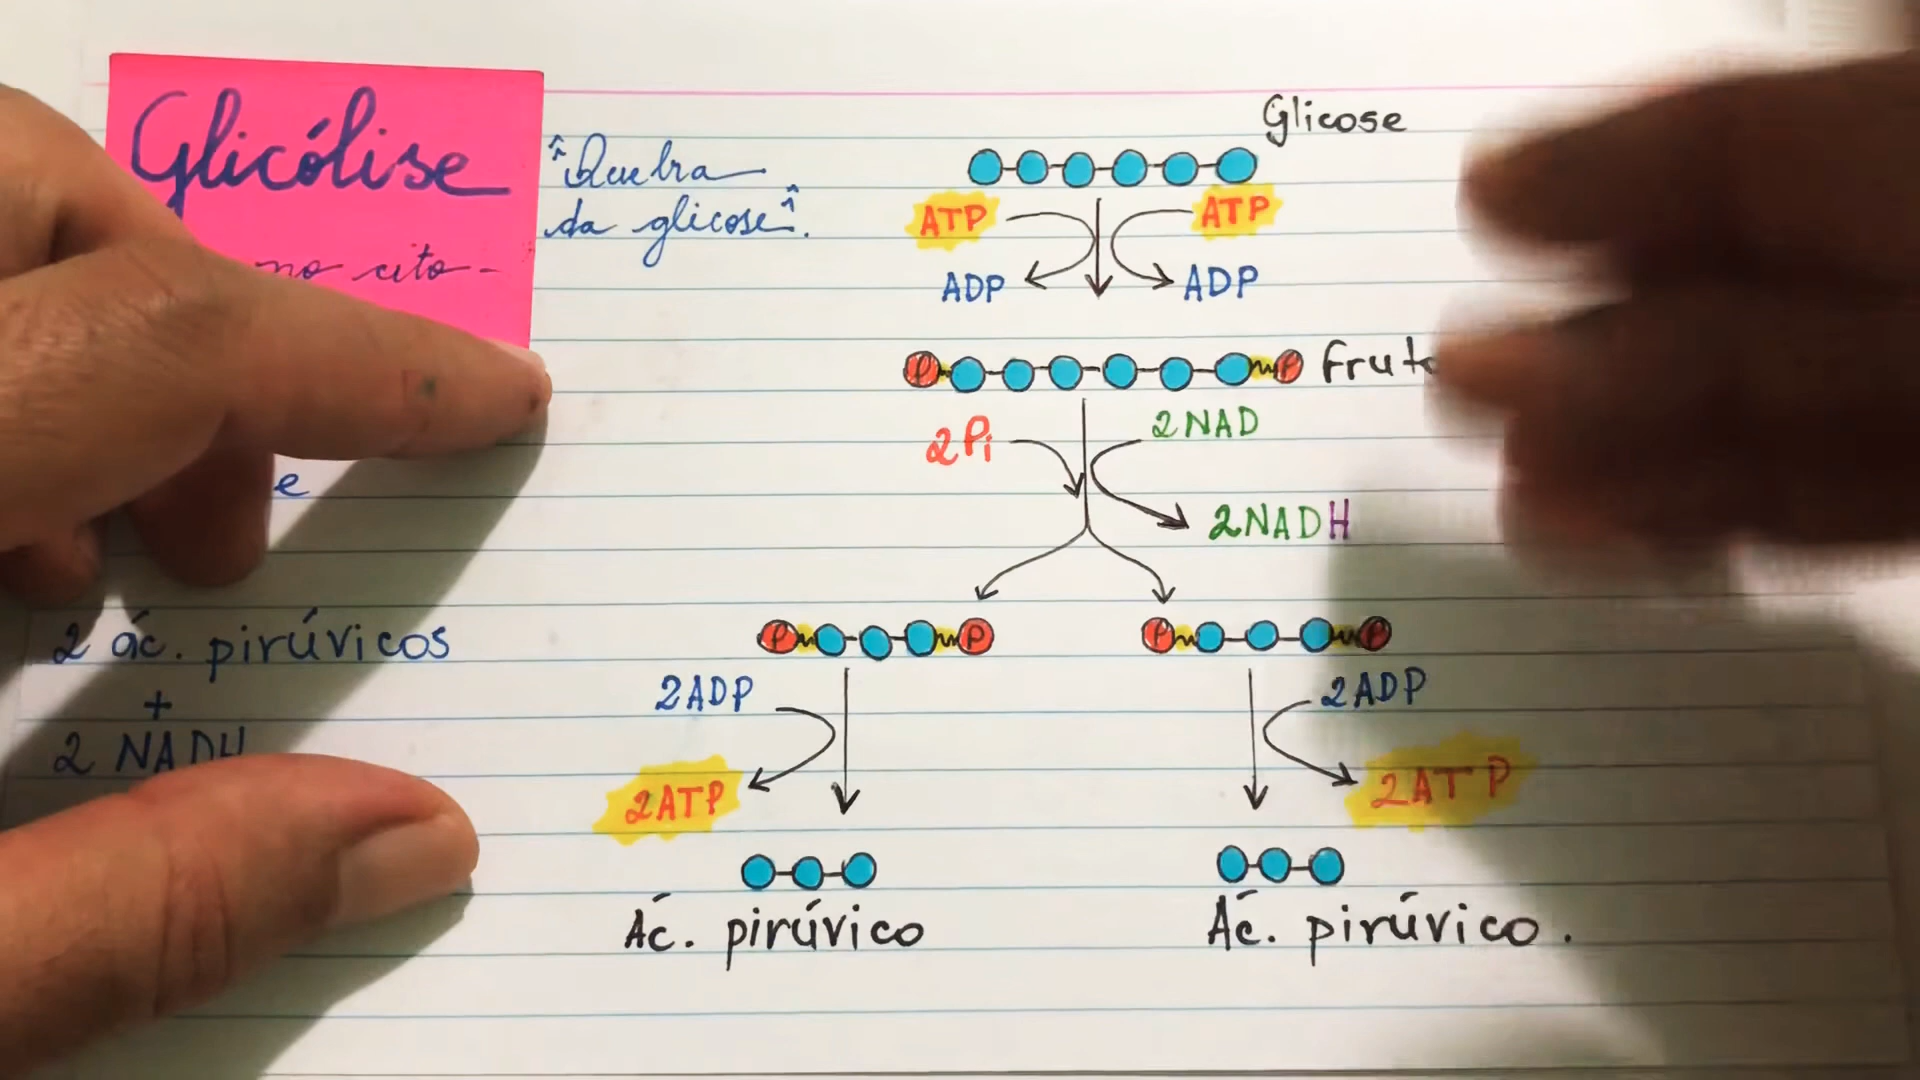 Glicólise
no cito-
"Quebra
da glicose".
e
2 ác. pirúvicos
+
2 NADH
Glicose
ATP ATP
ADP ADP
P P
2Pi 2NAD
2NADH
P P P P
2ADP 2ADP
2ATP 2ATP
Ác. pirúvico Ác. pirúvico.